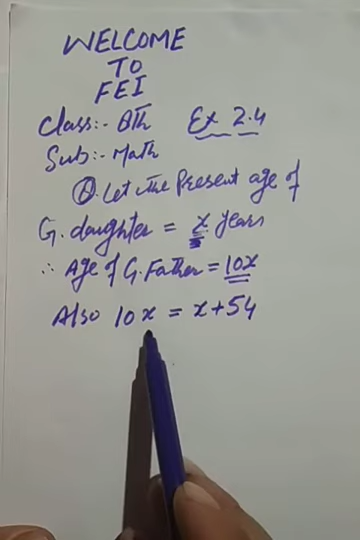 WELCOME
TO
FEI
Class:- 8th Ex 2.4
Sub:- Math
Q. Let the Present age of
G. daughter = x years
∴ Age of G. Father = 10x
Also 10x = x + 54